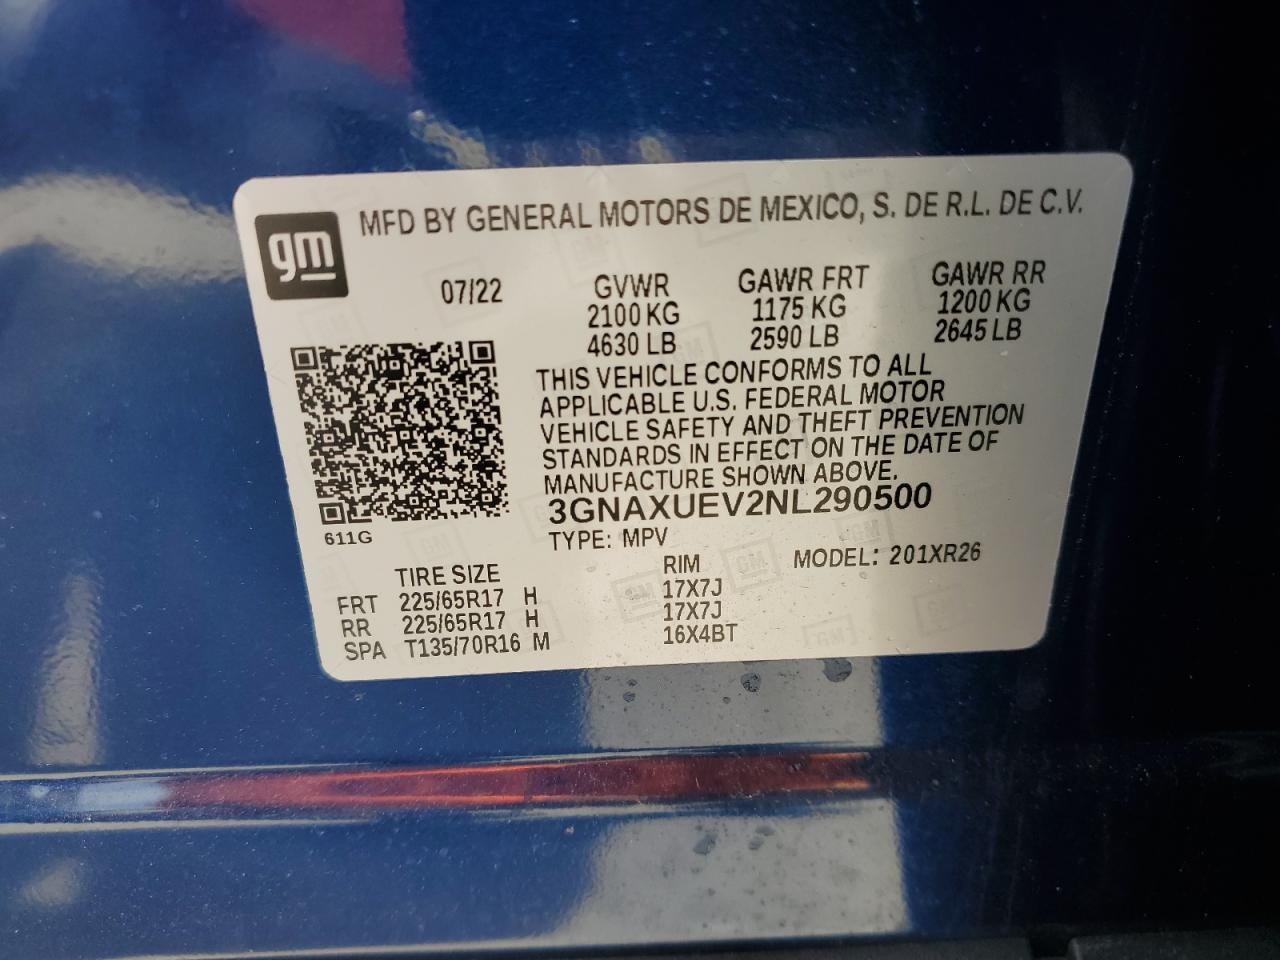 MFD BY GENERAL MOTORS DE MEXICO, S. DE R.L. DE C.V.
gm
07/22
GVWR GAWR FRT GAWR RR
2100 KG 1175 KG 1200 KG
4630 LB 2590 LB 2645 LB
THIS VEHICLE CONFORMS TO ALL
APPLICABLE U.S. FEDERAL MOTOR
VEHICLE SAFETY AND THEFT PREVENTION
STANDARDS IN EFFECT ON THE DATE OF
MANUFACTURE SHOWN ABOVE.
3GNAXUEV2NL290500
611G
TYPE: MPV
MODEL: 201XR26
TIRE SIZE RIM
FRT 225/65R17 H 17X7J
RR 225/65R17 H 17X7J
SPA T135/70R16 M 16X4BT